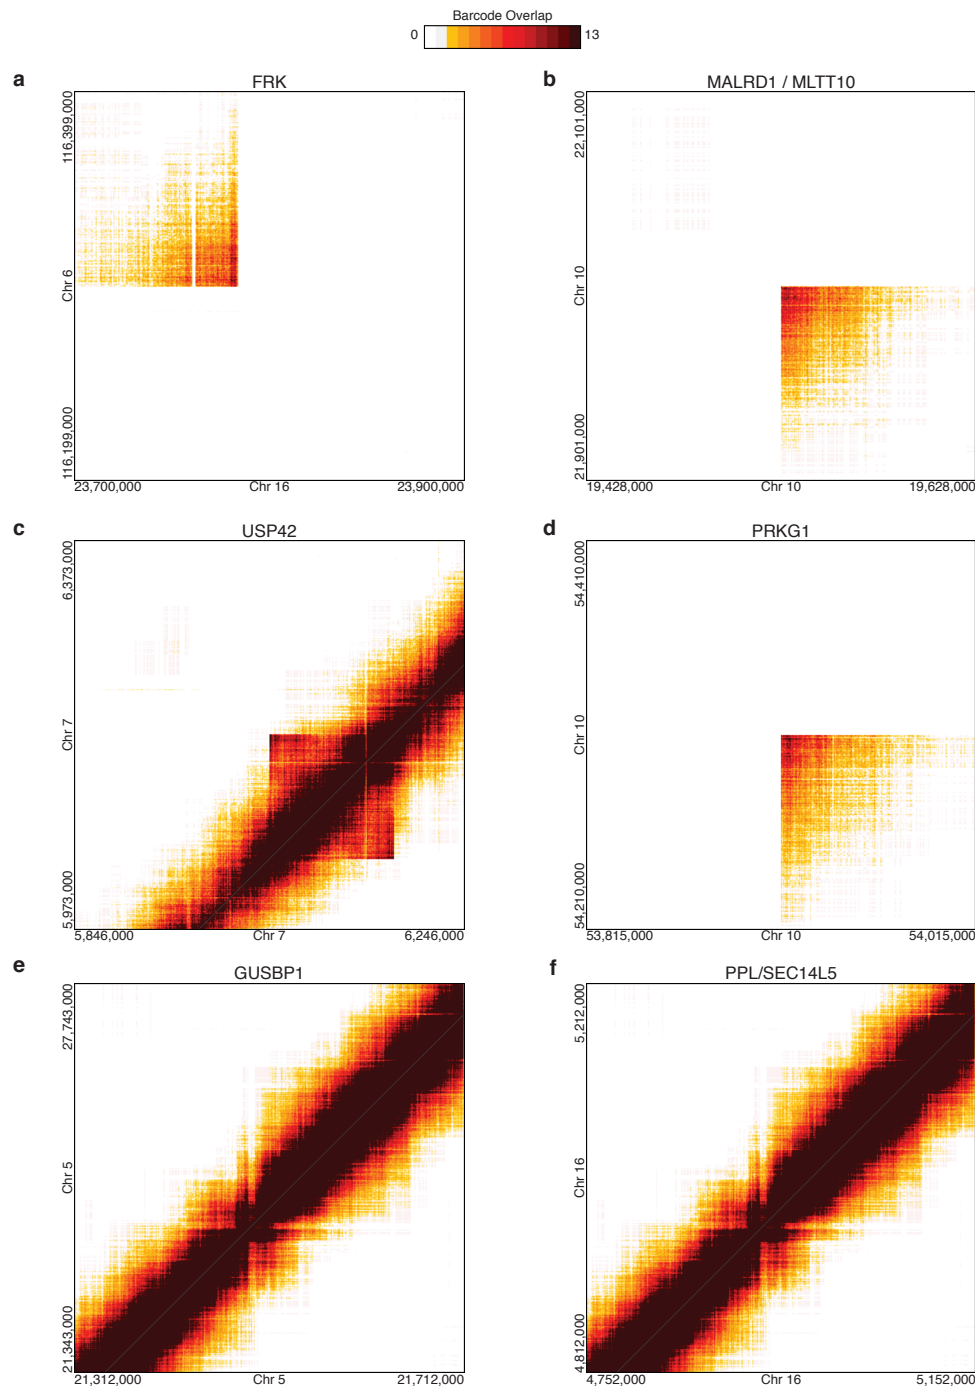 Barcode Overlap
0 13
a FRK
116,399,000
Chr 6
116,199,000
23,700,000 Chr 16 23,900,000
b MALRD1 / MLTT10
22,101,000
Chr 10
21,901,000
19,428,000 Chr 10 19,628,000
c USP42
6,373,000
Chr 7
5,973,000
5,846,000 Chr 7 6,246,000
d PRKG1
54,410,000
Chr 10
54,210,000
53,815,000 Chr 10 54,015,000
e GUSBP1
27,743,000
Chr 5
21,343,000
21,312,000 Chr 5 21,712,000
f PPL/SEC14L5
5,212,000
Chr 16
4,812,000
4,752,000 Chr 16 5,152,000